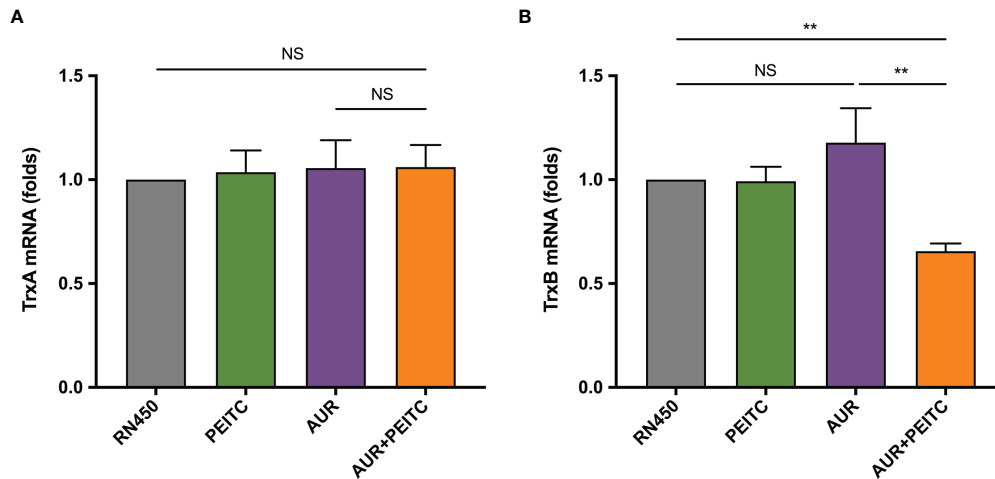 A
NS
NS
TrxA mRNA (folds)
1.5
1.0
0.5
0.0
RN450
PEITC
AUR
AUR+PEITC
B
**
NS
**
TrxB mRNA (folds)
1.5
1.0
0.5
0.0
RN450
PEITC
AUR
AUR+PEITC